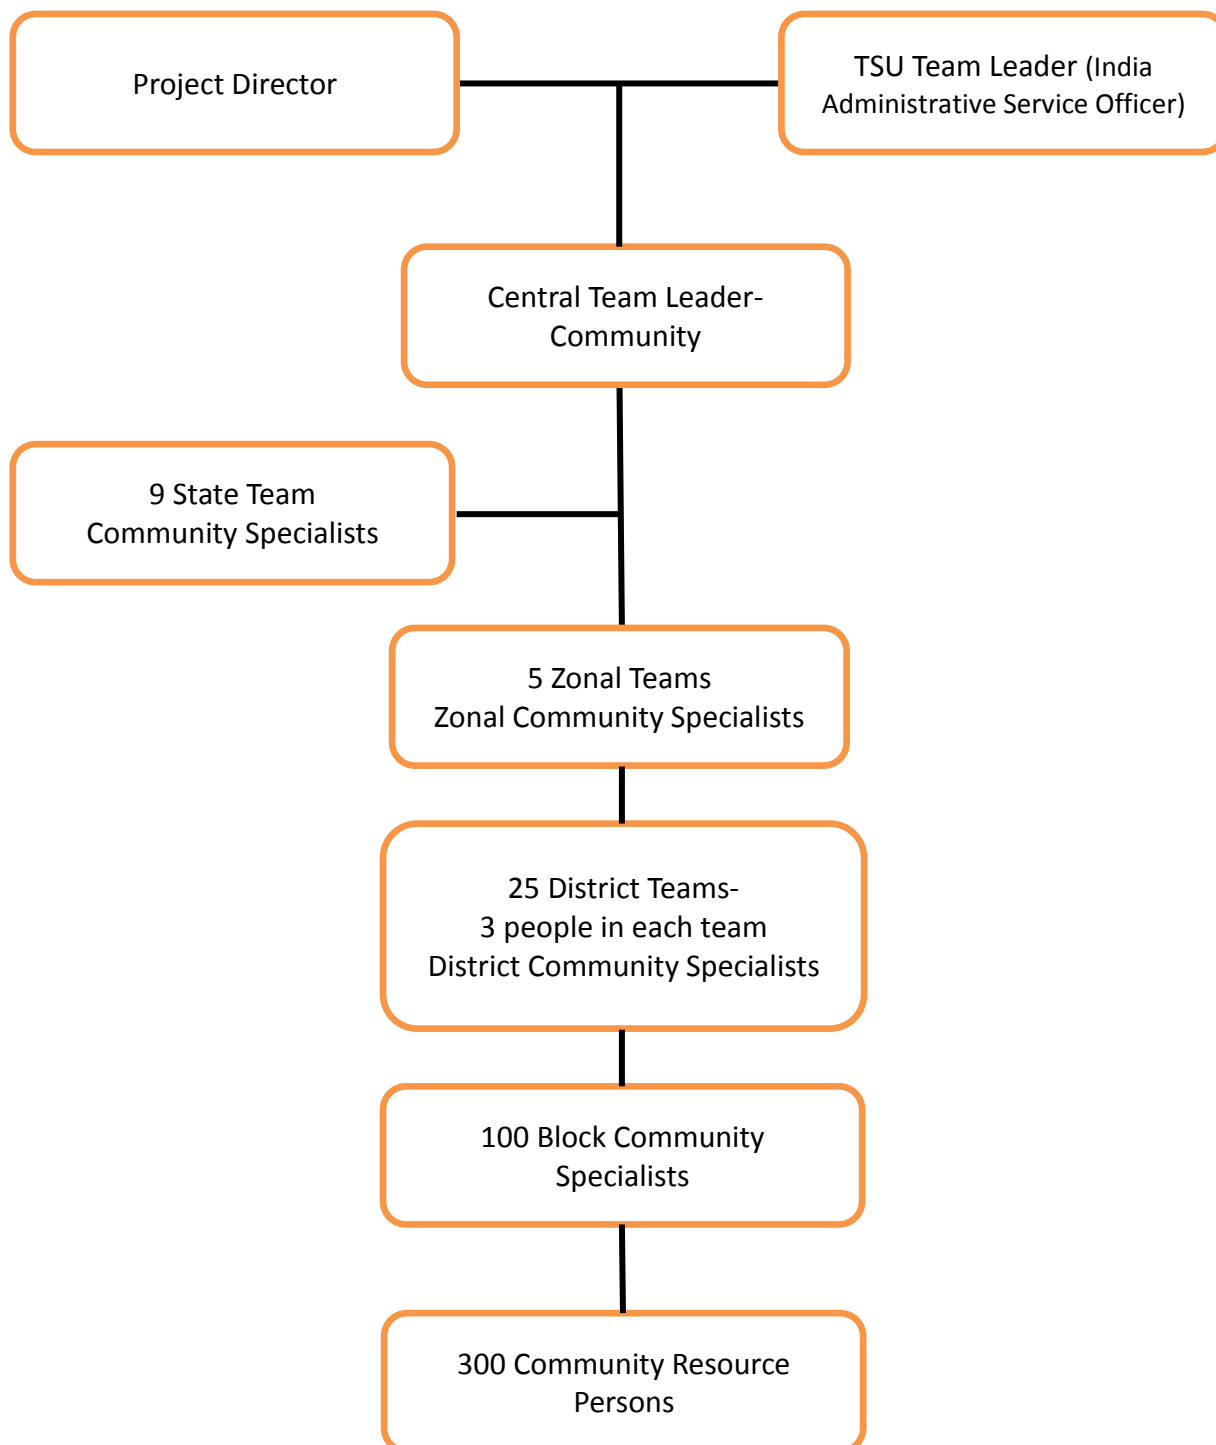 Project Director
TSU Team Leader (India
Administrative Service Officer)
Central Team Leader-
Community
9 State Team
Community Specialists
5 Zonal Teams
Zonal Community Specialists
25 District Teams-
3 people in each team
District Community Specialists
100 Block Community
Specialists
300 Community Resource
Persons